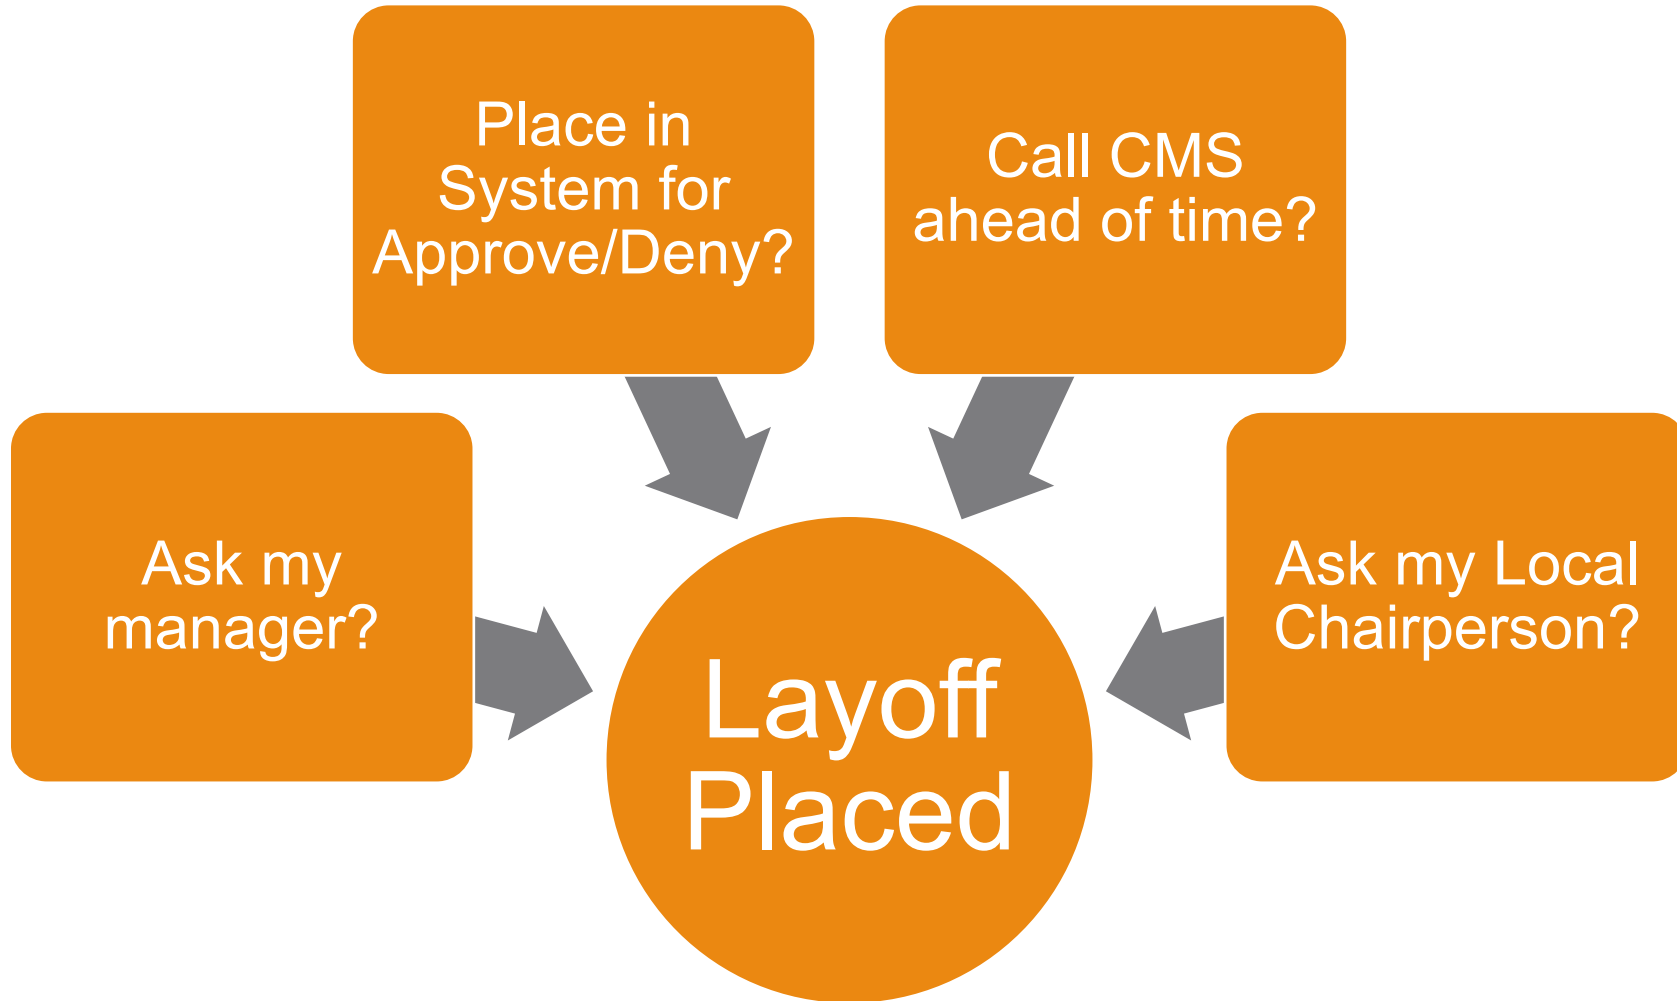 Place in
System for
Approve/Deny?
Call CMS
ahead of time?
Ask my
manager?
Ask my Local
Chairperson?
Layoff
Placed